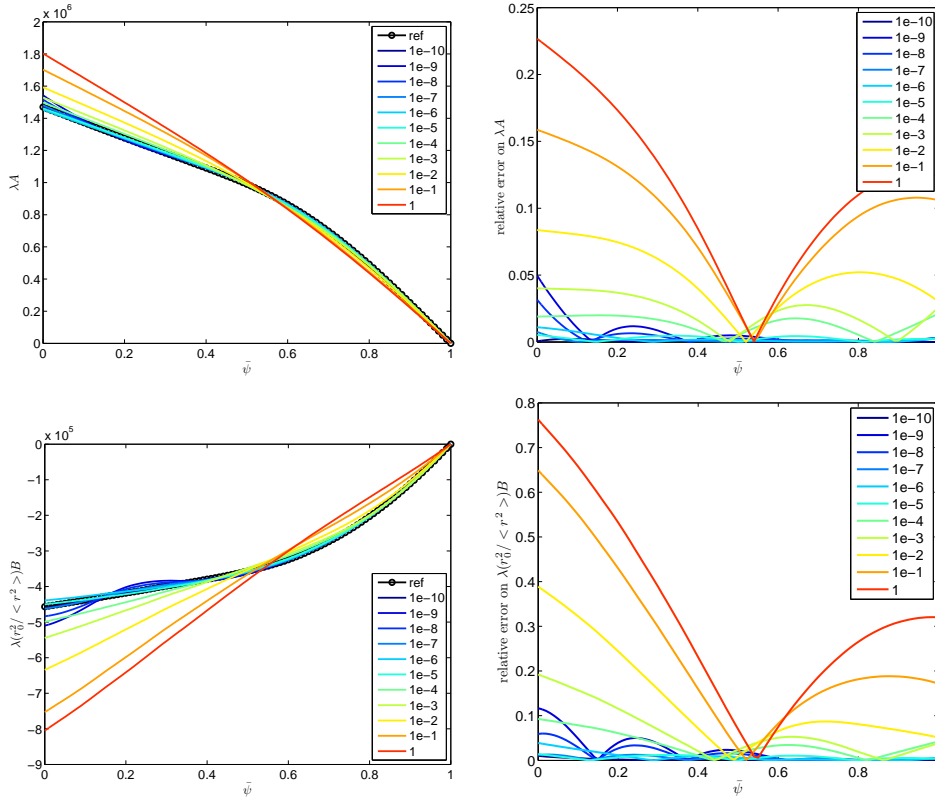 x 10^6
2
1.8
1.6
1.4
1.2
1
0.8
0.6
0.4
0.2
0
λA
0 0.2 0.4 0.6 0.8 1
ψ̄
ref
1e−10
1e−9
1e−8
1e−7
1e−6
1e−5
1e−4
1e−3
1e−2
1e−1
1
0.25
0.2
0.15
0.1
0.05
0
relative error on λA
0 0.2 0.4 0.6 0.8
ψ̄
1e−10
1e−9
1e−8
1e−7
1e−6
1e−5
1e−4
1e−3
1e−2
1e−1
1
x 10^5
0
−1
−2
−3
−4
−5
−6
−7
−8
−9
λ(r_0^2/ < r^2 >)B
0 0.2 0.4 0.6 0.8 1
ψ̄
ref
1e−10
1e−9
1e−8
1e−7
1e−6
1e−5
1e−4
1e−3
1e−2
1e−1
1
0.8
0.7
0.6
0.5
0.4
0.3
0.2
0.1
0
relative error on λ(r_0^2/ < r^2 >)B
0 0.2 0.4 0.6 0.8
ψ̄
1e−10
1e−9
1e−8
1e−7
1e−6
1e−5
1e−4
1e−3
1e−2
1e−1
1